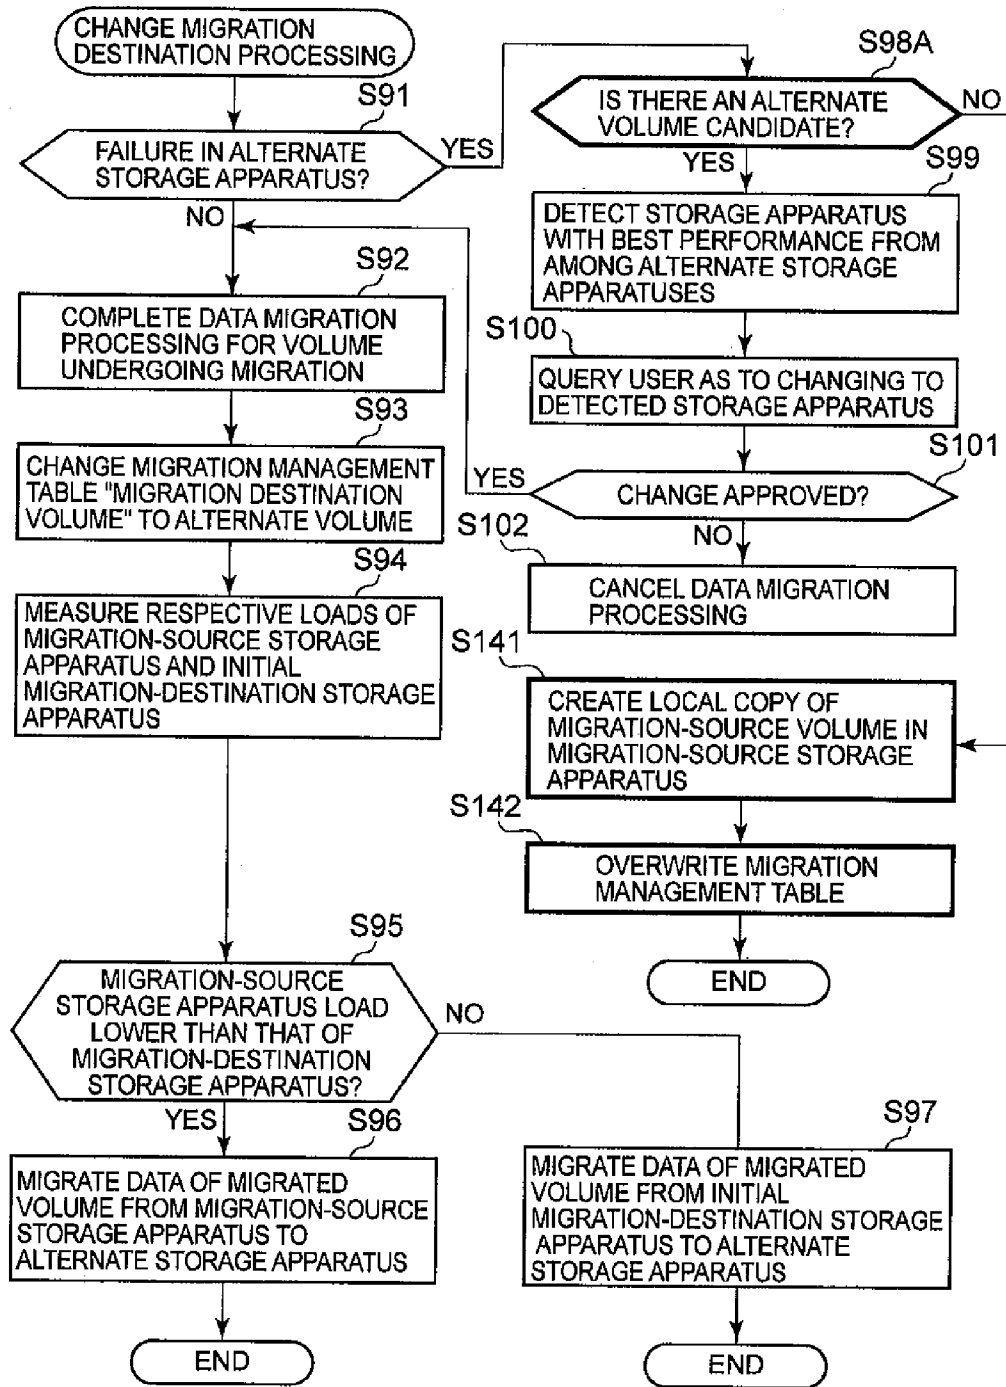 CHANGE MIGRATION
DESTINATION PROCESSING
S91
FAILURE IN ALTERNATE
STORAGE APPARATUS?
YES
NO
S92
COMPLETE DATA MIGRATION
PROCESSING FOR VOLUME
UNDERGOING MIGRATION
S93
CHANGE MIGRATION MANAGEMENT
TABLE "MIGRATION DESTINATION
VOLUME" TO ALTERNATE VOLUME
S94
MEASURE RESPECTIVE LOADS OF
MIGRATION-SOURCE STORAGE
APPARATUS AND INITIAL
MIGRATION-DESTINATION STORAGE
APPARATUS
S95
MIGRATION-SOURCE
STORAGE APPARATUS LOAD
LOWER THAN THAT OF
MIGRATION-DESTINATION
STORAGE APPARATUS?
NO
YES
S96
MIGRATE DATA OF MIGRATED
VOLUME FROM MIGRATION-SOURCE
STORAGE APPARATUS TO
ALTERNATE STORAGE APPARATUS
END
S98A
IS THERE AN ALTERNATE
VOLUME CANDIDATE?
NO
YES
S99
DETECT STORAGE APPARATUS
WITH BEST PERFORMANCE FROM
AMONG ALTERNATE STORAGE
APPARATUSES
S100
QUERY USER AS TO CHANGING TO
DETECTED STORAGE APPARATUS
S101
YES
CHANGE APPROVED?
NO
S102
CANCEL DATA MIGRATION
PROCESSING
S141
CREATE LOCAL COPY OF
MIGRATION-SOURCE VOLUME IN
MIGRATION-SOURCE STORAGE
APPARATUS
S142
OVERWRITE MIGRATION
MANAGEMENT TABLE
END
S97
MIGRATE DATA OF MIGRATED
VOLUME FROM INITIAL
MIGRATION-DESTINATION STORAGE
APPARATUS TO ALTERNATE
STORAGE APPARATUS
END